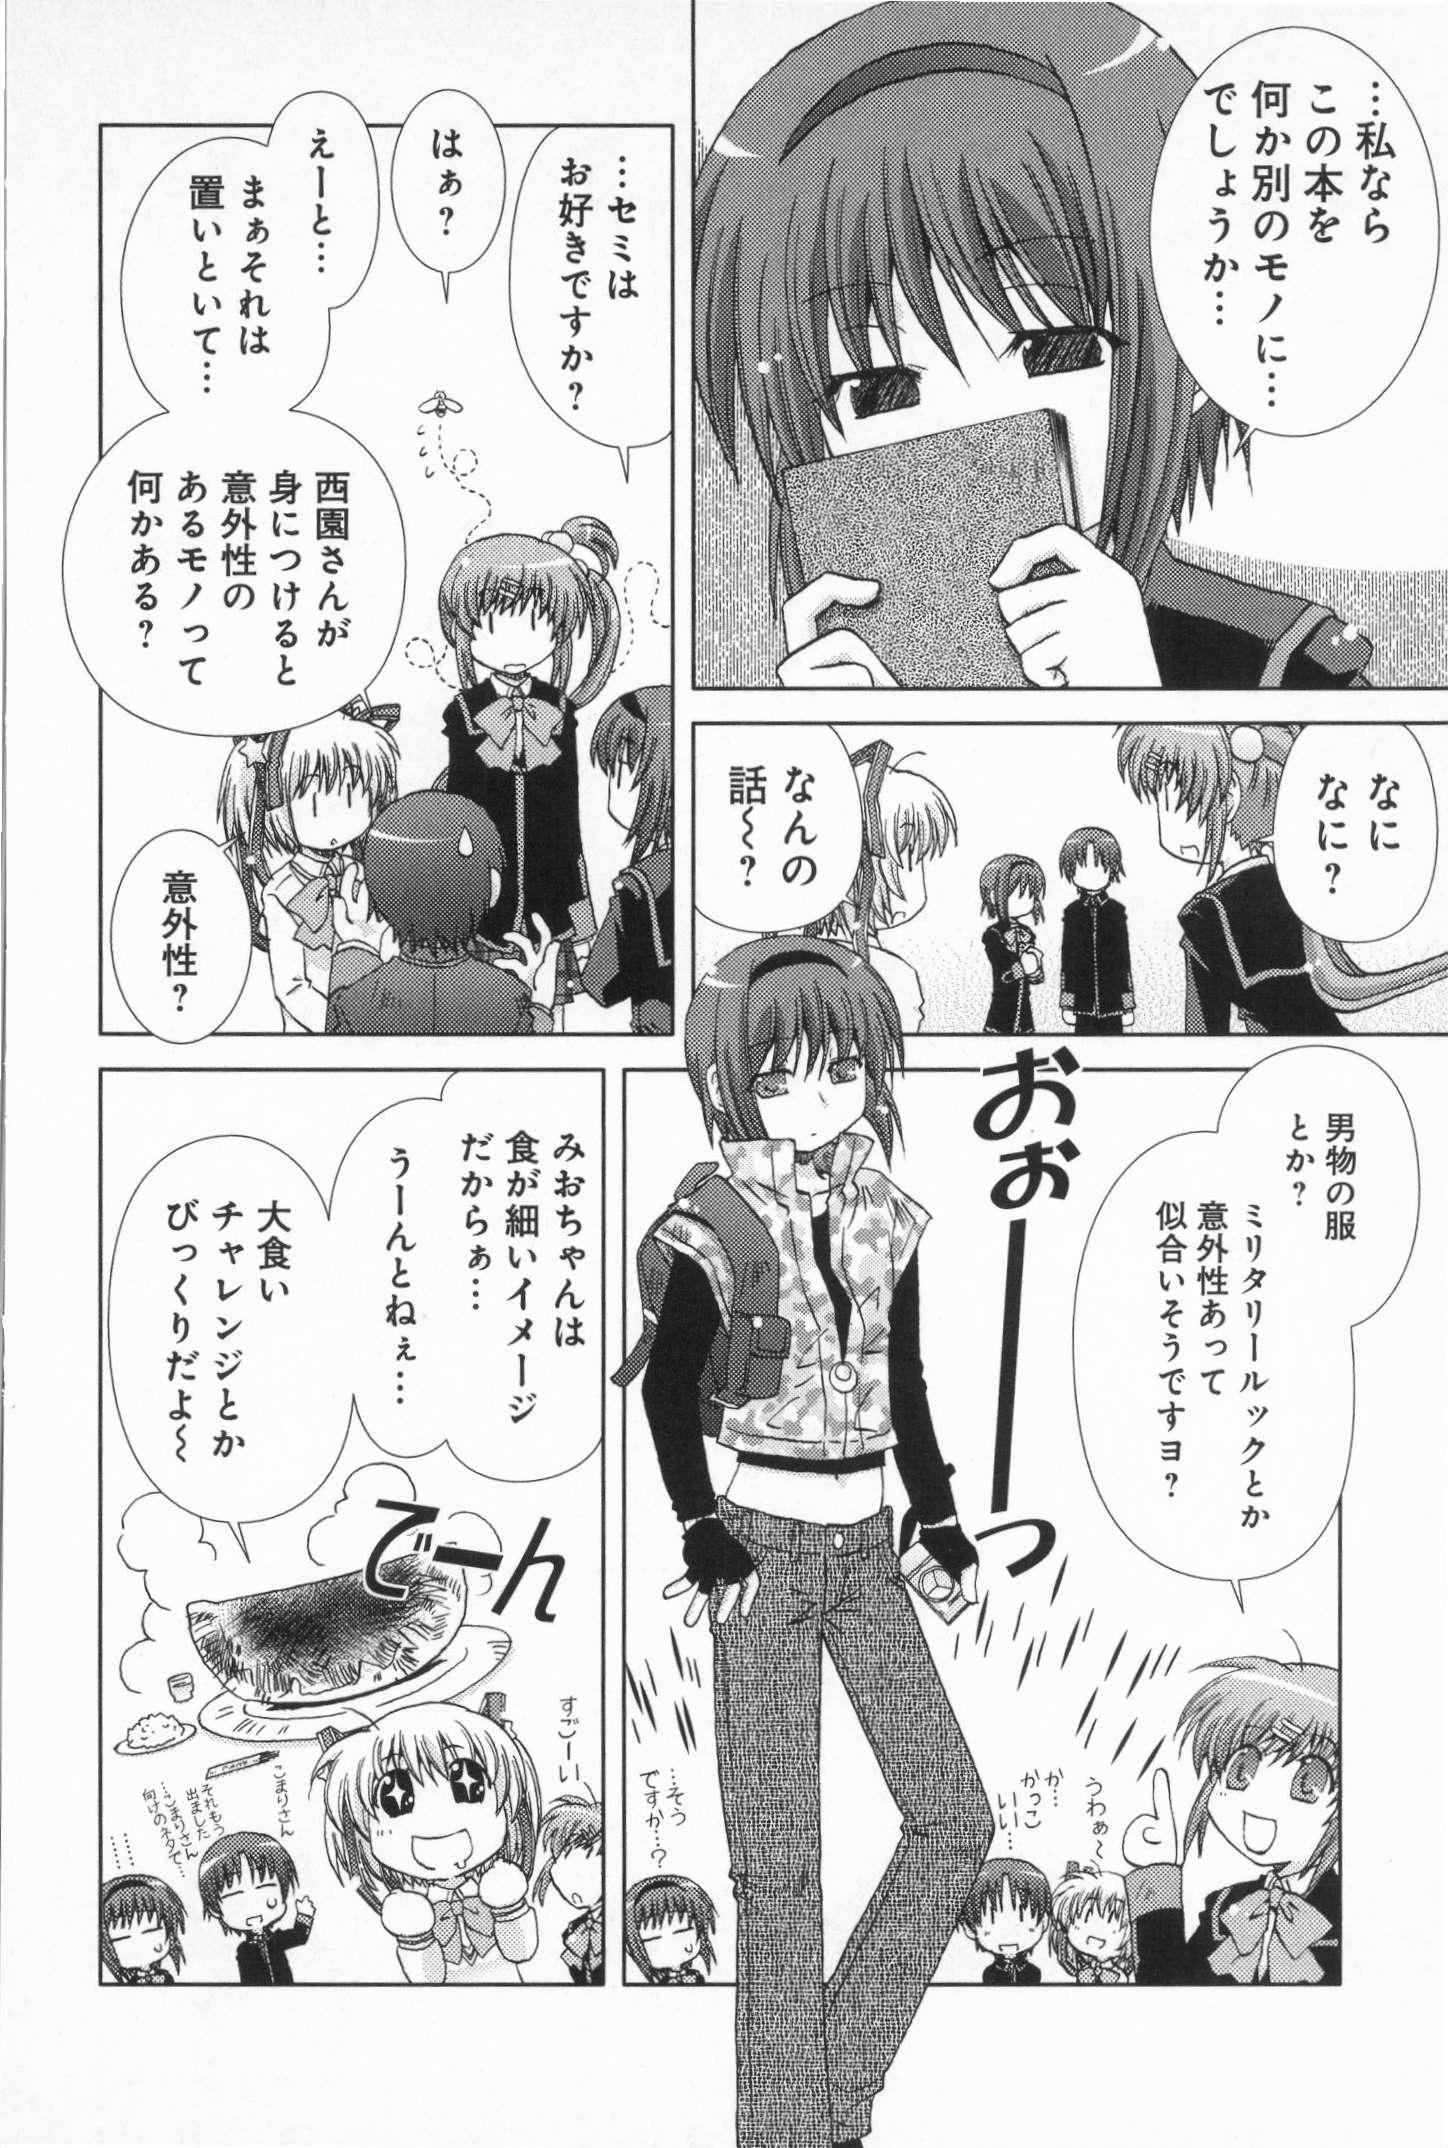 …私なら
この本を
何か別のモノに…
でしょうか…
なに
なに？
なんの
話～？
…セミは
お好きですか？
はぁ？
えーと…
まぁそれは
置いといて…
西園さんが
身につけると
意外性の
あるモノって
何かある？
意外性？
男物の服
とか？
ミリタリールックとか
意外性あって
似合いそうですヨ？
おぉーっ
うわぁ～
か…
かっこ
いい…
…そう
ですか…？
みおちゃんは
食が細いイメージ
だからぁ…
うーんとねぇ…
大食い
チャレンジとか
びっくりだよ～
でーん
すごーい
こまりさん
それもう
出ました
…こまりさん
向けのネタで…
……